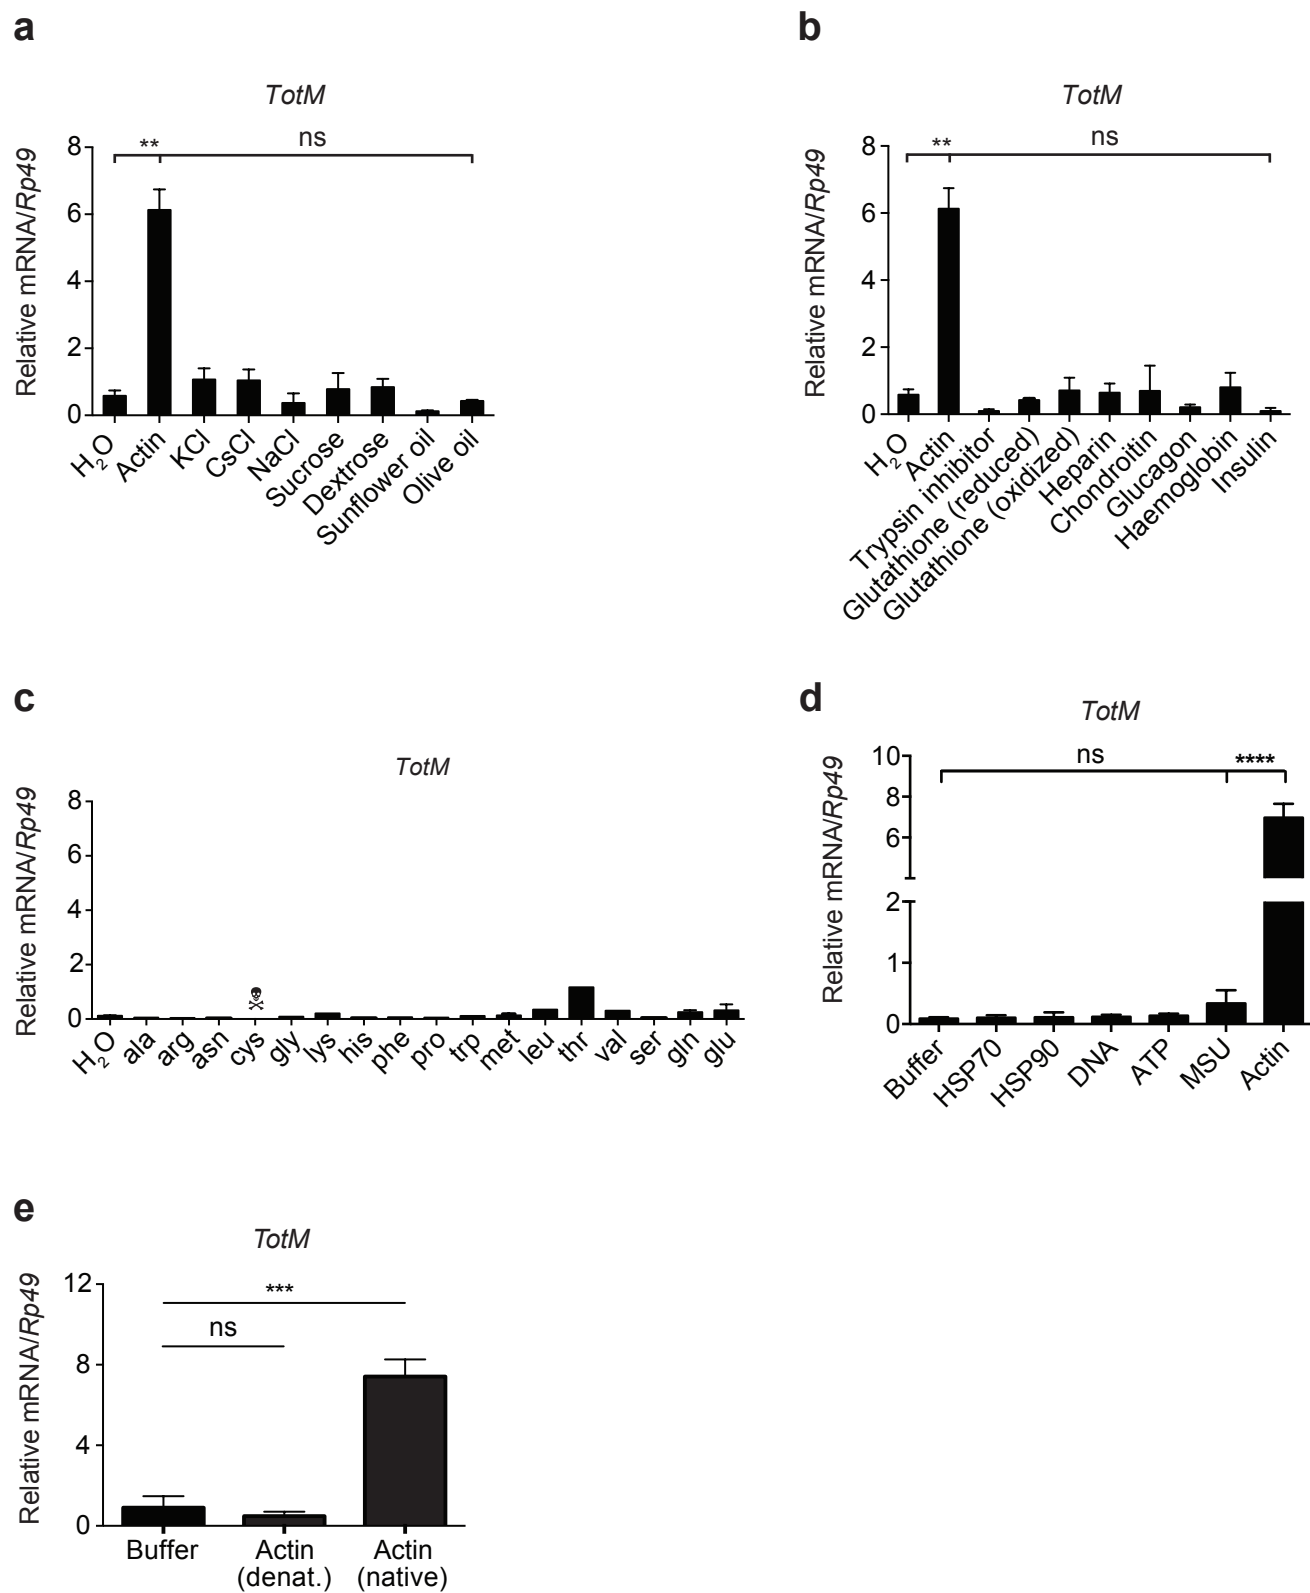 a
TotM
Relative mRNA/Rp49
8
6
4
2
0
** ns
H₂O Actin KCl CsCl NaCl Sucrose Dextrose Sunflower oil Olive oil
b
TotM
Relative mRNA/Rp49
8
6
4
2
0
** ns
H₂O Actin Trypsin inhibitor Glutathione (reduced) Glutathione (oxidized) Heparin Chondroitin Glucagon Haemoglobin Insulin
c
TotM
Relative mRNA/Rp49
8
6
4
2
0
H₂O ala arg asn cys gly lys his phe pro trp met leu thr val ser gln glu
d
TotM
Relative mRNA/Rp49
10
8
6
2
1
0
ns ****
Buffer HSP70 HSP90 DNA ATP MSU Actin
e
TotM
Relative mRNA/Rp49
12
8
4
0
***
ns
Buffer Actin Actin
(denat.) (native)